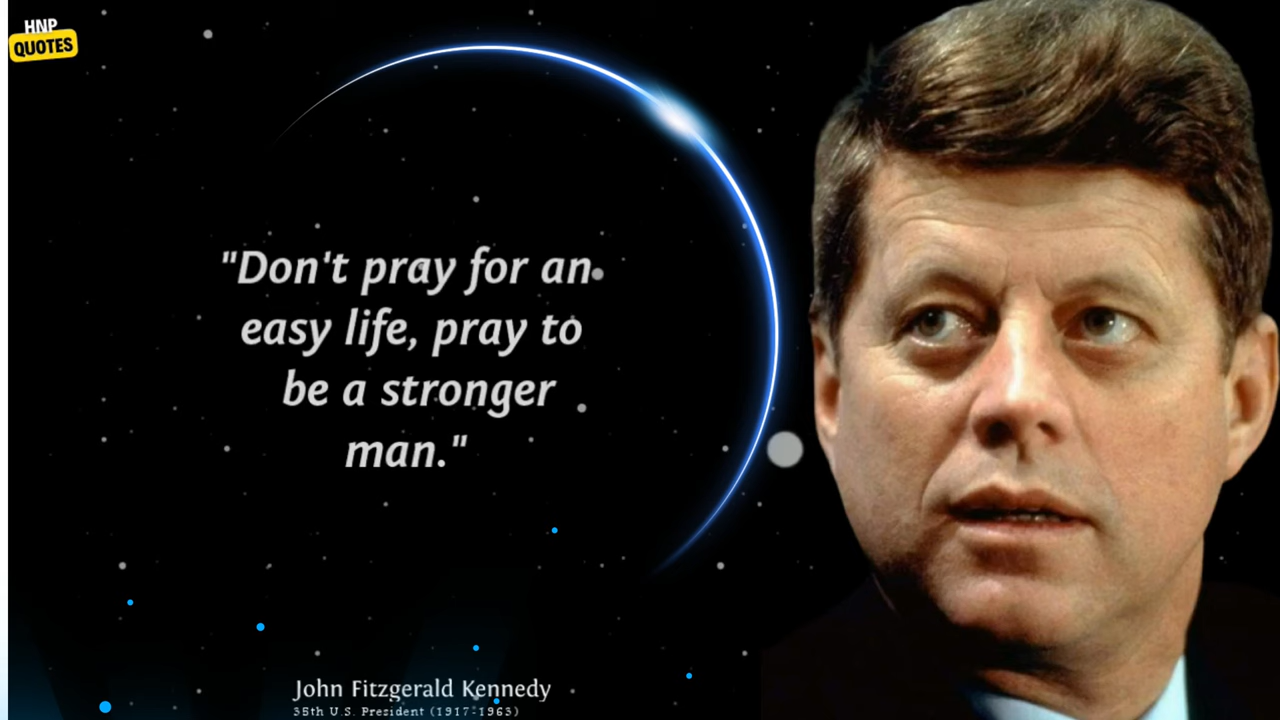 HNP
QUOTES
"Don't pray for an
easy life, pray to
be a stronger
man."
John Fitzgerald Kennedy
35th U.S. President (1917-1963)